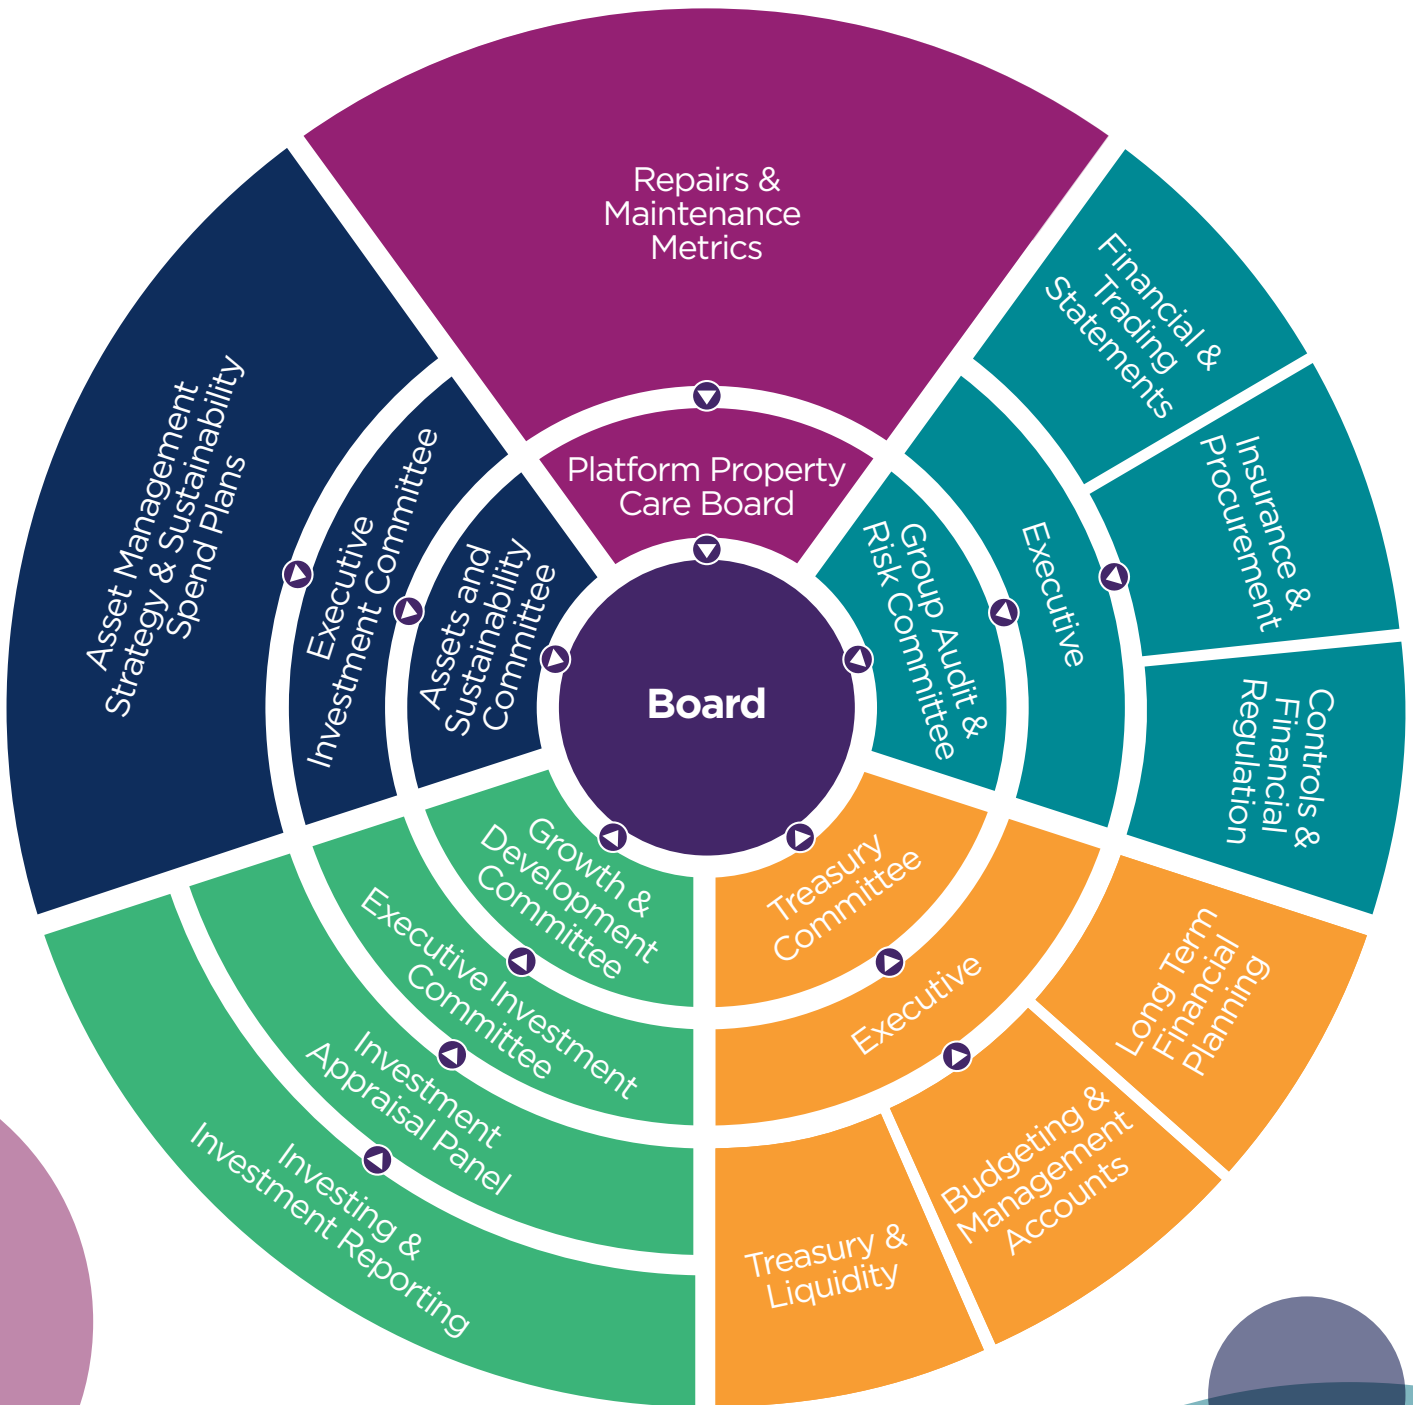 Repairs &
Maintenance
Metrics
Platform Property
Care Board
Board
Financial &
Trading
Statements
Insurance &
Procurement
Controls &
Financial
Regulation
Executive
Group Audit &
Risk Committee
Long Term
Financial
Planning
Budgeting &
Management
Accounts
Treasury &
Liquidity
Executive
Treasury
Committee
Growth &
Development
Committee
Executive Investment
Committee
Investment
Appraisal Panel
Investing &
Investment Reporting
Asset Management
Strategy & Sustainability
Spend Plans
Executive
Investment Committee
Assets and
Sustainability
Committee